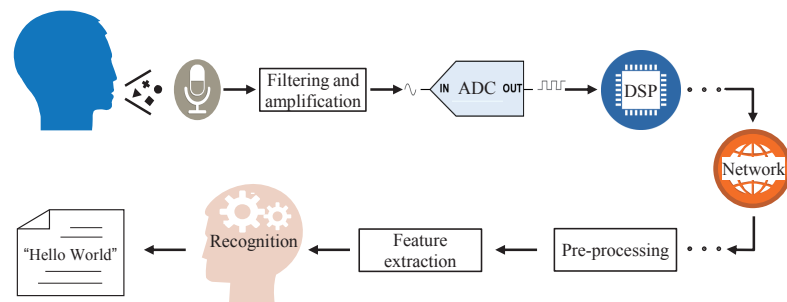 Filtering and
amplification
IN ADC OUT
DSP
Network
Pre-processing
Feature
extraction
Recognition
“Hello World”